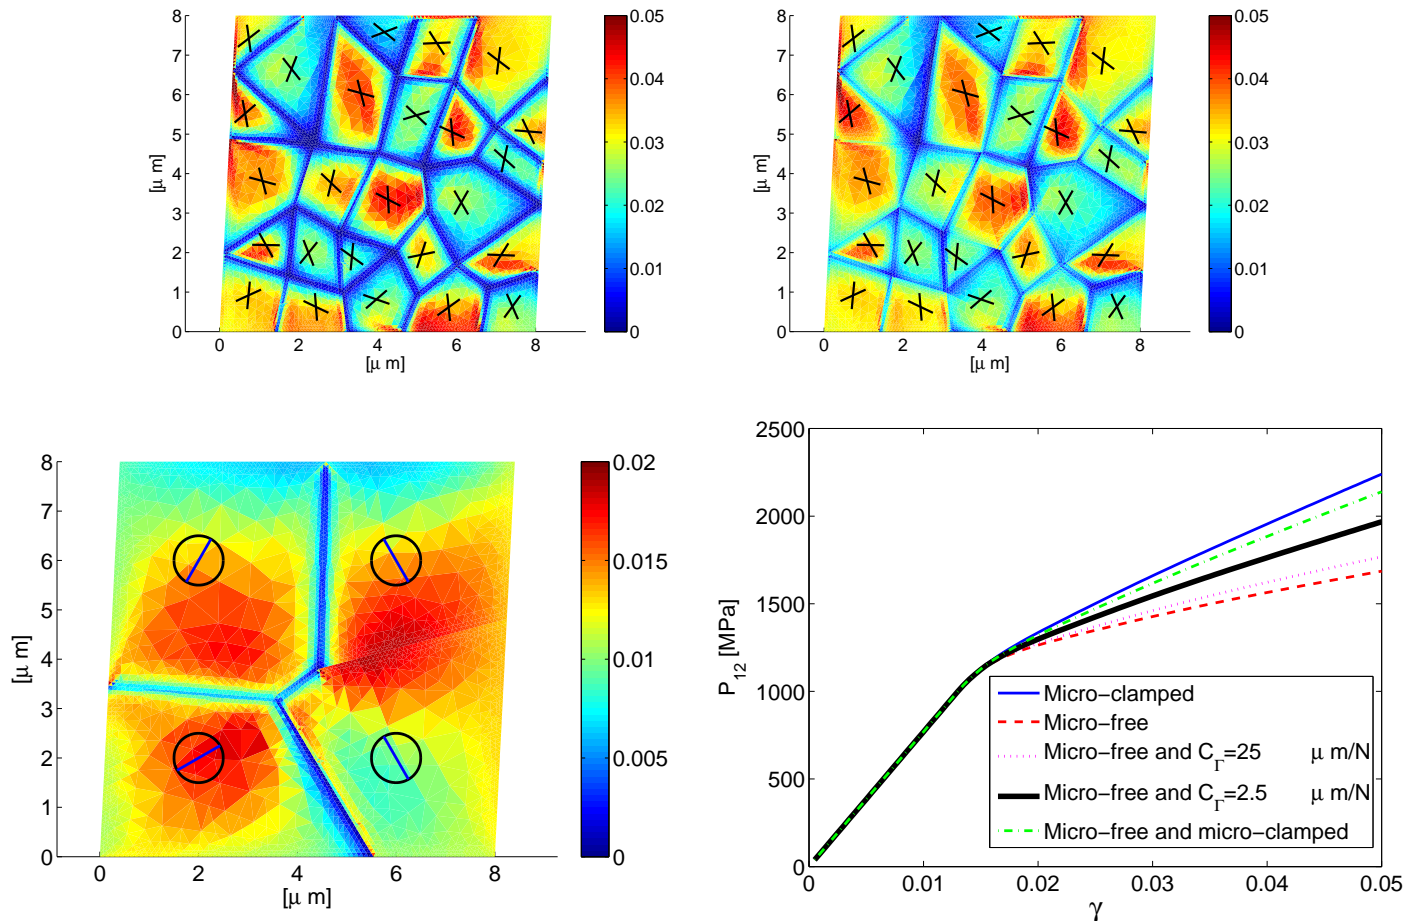 8
7
6
5
4
3
2
1
0
[μ m]
0 2 4 6 8
[μ m]
0.05
0.04
0.03
0.02
0.01
0
8
7
6
5
4
3
2
1
0
[μ m]
0 2 4 6 8
[μ m]
0.05
0.04
0.03
0.02
0.01
0
8
7
6
5
4
3
2
1
0
[μ m]
0 2 4 6 8
[μ m]
0.02
0.015
0.01
0.005
0
2500
2000
1500
1000
500
0
P12 [MPa]
0 0.01 0.02 0.03 0.04 0.05
γ
Micro−clamped
Micro−free
Micro−free and CΓ=25 μ m/N
Micro−free and CΓ=2.5 μ m/N
Micro−free and micro−clamped